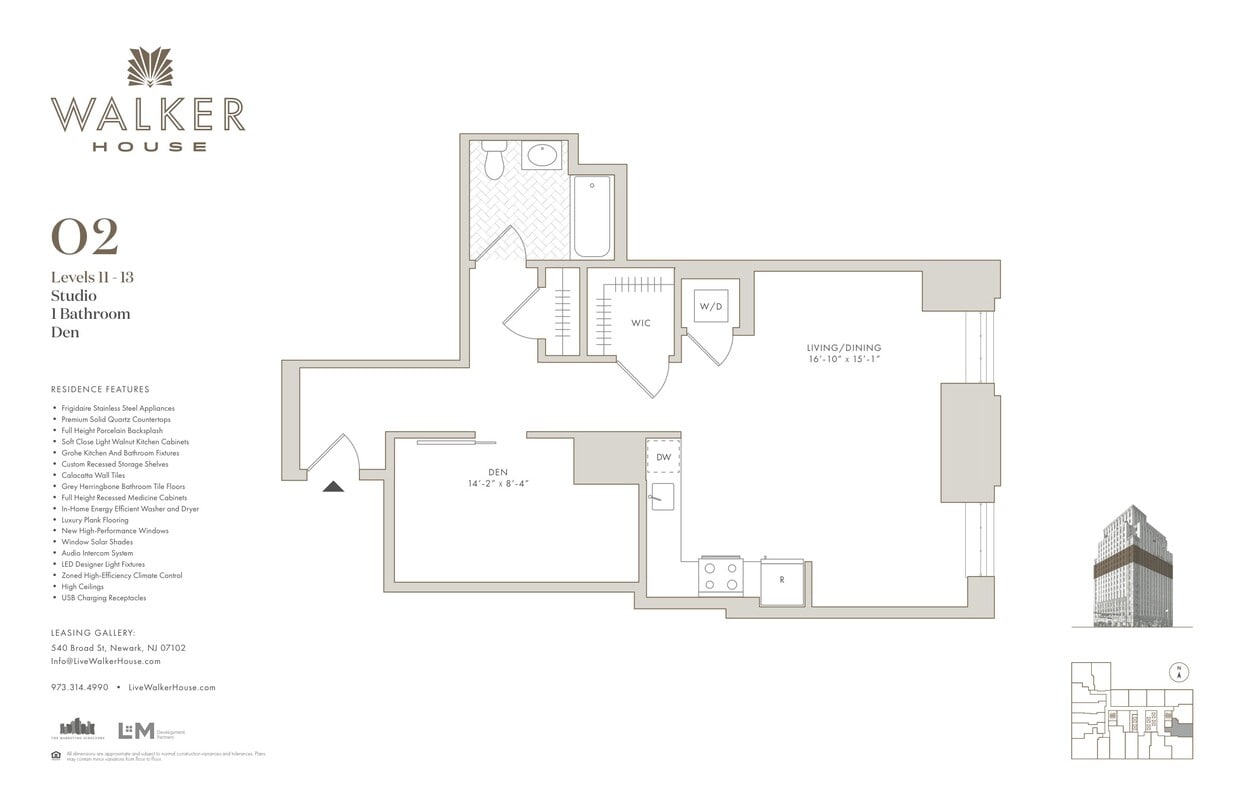 WALKER
HOUSE
02
Levels 11 - 13
Studio
1 Bathroom
Den
RESIDENCE FEATURES
• Frigidaire Stainless Steel Appliances
• Premium Solid Quartz Countertops
• Full Height Porcelain Backsplash
• Soft Close Light Walnut Kitchen Cabinets
• Grohe Kitchen And Bathroom Fixtures
• Custom Recessed Storage Shelves
• Calacatta Wall Tiles
• Grey Herringbone Bathroom Tile Floors
• Full Height Recessed Medicine Cabinets
• In-Home Energy Efficient Washer and Dryer
• Luxury Plank Flooring
• New High-Performance Windows
• Window Solar Shades
• Audio Intercom System
• LED Designer Light Fixtures
• Zoned High-Efficiency Climate Control
• High Ceilings
• USB Charging Receptacles
LEASING GALLERY:
540 Broad St, Newark, NJ 07102
Info@LiveWalkerHouse.com
973.314.4990 • LiveWalkerHouse.com
THE MARKETING DIRECTORS
L+M Development
Partners
All dimensions are approximate and subject to normal construction variances and tolerances. Plans
may contain minor variations from floor to floor.
WIC
W/D
LIVING/DINING
16'-10" x 15'-1"
DW
DEN
14'-2" x 8'-4"
R
N